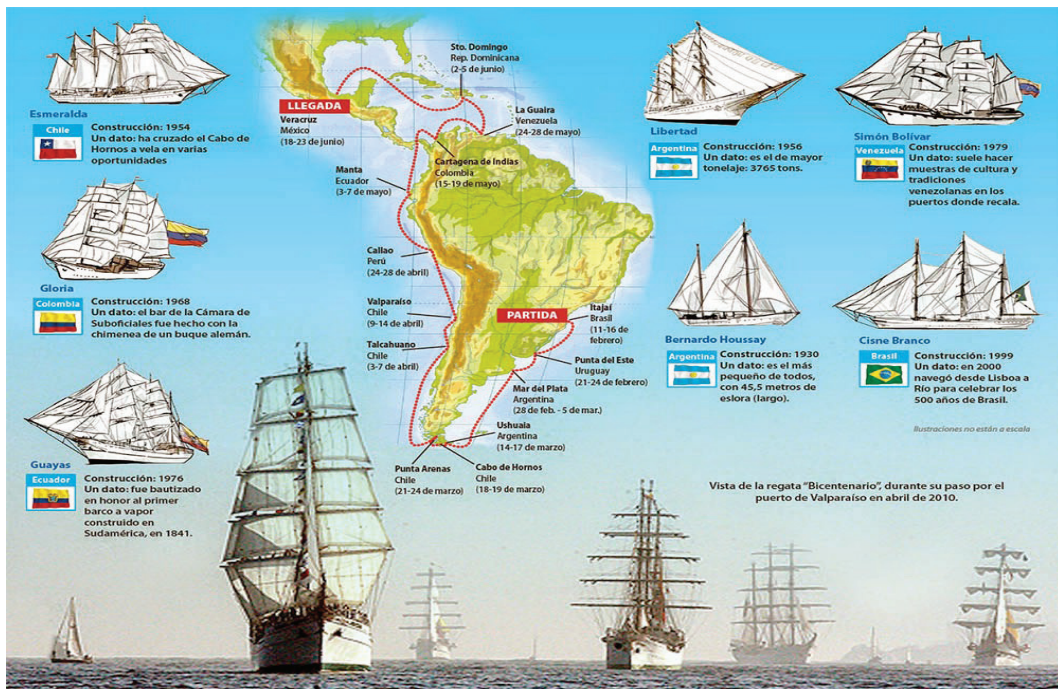 Esmeralda
Chile
Construcción: 1954
Un dato: ha cruzado el Cabo de
Hornos a vela en varias
oportunidades
Gloria
Colombia
Construcción: 1968
Un dato: el bar de la Cámara de
Suboficiales fue hecho con la
chimenea de un buque alemán.
Guayas
Ecuador
Construcción: 1976
Un dato: fue bautizado
en honor al primer
barco a vapor
construido en
Sudamérica, en 1841.
Sto. Domingo
Rep. Dominicana
(2-5 de junio)
LLEGADA
Veracruz
México
(18-23 de junio)
La Guaira
Venezuela
(24-28 de mayo)
Cartagena de Indias
Colombia
(15-19 de mayo)
Manta
Ecuador
(3-7 de mayo)
Callao
Perú
(24-28 de abril)
Valparaíso
Chile
(9-14 de abril)
Talcahuano
Chile
(3-7 de abril)
PARTIDA
Itajaí
Brasil
(11-16 de
febrero)
Punta del Este
Uruguay
(21-24 de febrero)
Mar del Plata
Argentina
(28 de feb. - 5 de mar.)
Ushuaia
Argentina
(14-17 de marzo)
Punta Arenas
Chile
(21-24 de marzo)
Cabo de Hornos
Chile
(18-19 de marzo)
Libertad
Argentina
Construcción: 1956
Un dato: es el de mayor
tonelaje: 3765 tons.
Simón Bolívar
Venezuela
Construcción: 1979
Un dato: suele hacer
muestras de cultura y
tradiciones
venezolanas en los
puertos donde recala.
Bernardo Houssay
Argentina
Construcción: 1930
Un dato: es el más
pequeño de todos,
con 45,5 metros de
eslora (largo).
Cisne Branco
Brasil
Construcción: 1999
Un dato: en 2000
navegó desde Lisboa a
Río para celebrar los
500 años de Brasil.
Ilustraciones no están a escala
Vista de la regata "Bicentenario", durante su paso por el
puerto de Valparaíso en abril de 2010.